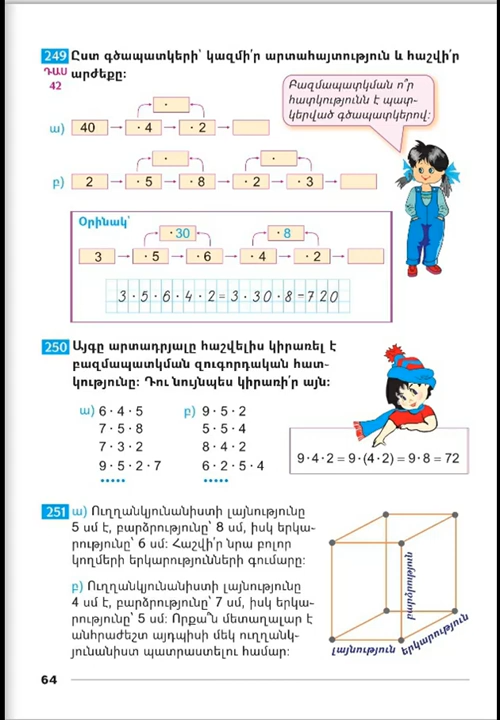 249 Ըստ գծապատկերի՝ կազմի՛ր արտահայտություն և հաշվի՛ր
ԴԱՍ արժեքը։
42
Բազմապատկման ո՞ր
հատկությունն է պատ-
կերված գծապատկերով։
·
ա) 40 → · 4 → · 2 →
· ·
բ) 2 → · 5 → · 8 → · 2 → · 3 →
Օրինակ՝
· 30 · 8
3 → · 5 → · 6 → · 4 → · 2 →
3 · 5 · 6 · 4 · 2 = 3 · 30 · 8 = 720
250 Այգը արտադրյալը հաշվելիս կիրառել է
բազմապատկման զուգորդական հատ-
կությունը։ Դու նույնպես կիրառի՛ր այն։
ա) 6 · 4 · 5 բ) 9 · 5 · 2
7 · 5 · 8 5 · 5 · 4
7 · 3 · 2 8 · 4 · 2
9 · 5 · 2 · 7 6 · 2 · 5 · 4
9 · 4 · 2 = 9 · (4 · 2) = 9 · 8 = 72
251 ա) Ուղղանկյունանիստի լայնությունը
5 սմ է, բարձրությունը՝ 8 սմ, իսկ երկա-
րությունը՝ 6 սմ։ Հաշվի՛ր նրա բոլոր
կողմերի երկարությունների գումարը։
բ) Ուղղանկյունանիստի լայնությունը
4 սմ է, բարձրությունը՝ 7 սմ, իսկ երկա-
րությունը՝ 5 սմ։ Որքա՞ն մետաղալար է
անհրաժեշտ այդպիսի մեկ ուղղանկ-
յունանիստ պատրաստելու համար։
բարձրություն
լայնություն երկարություն
64